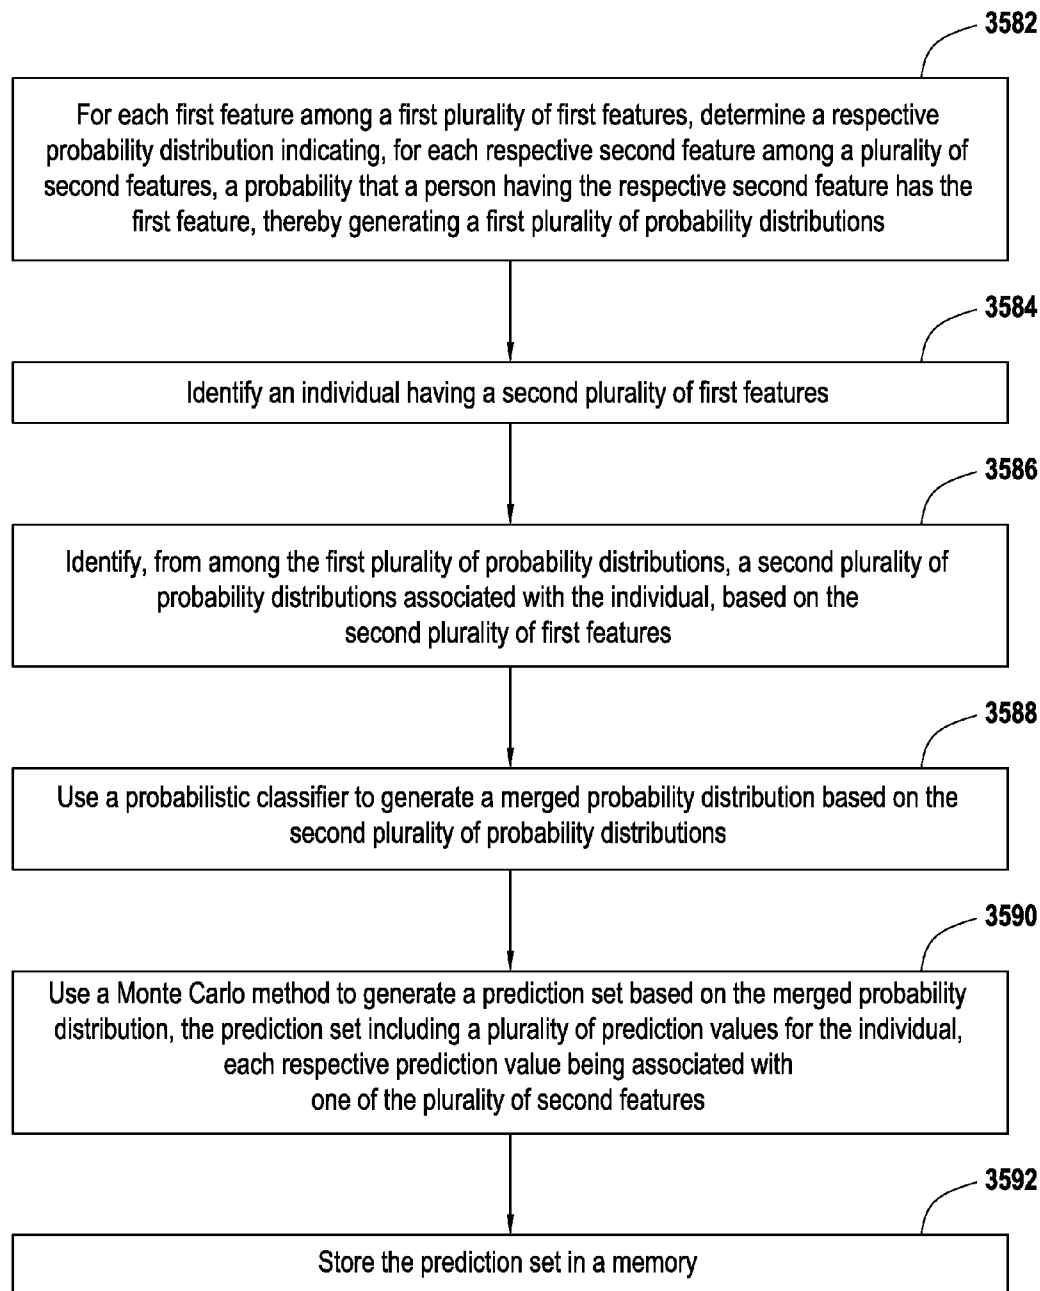 3582
For each first feature among a first plurality of first features, determine a respective
probability distribution indicating, for each respective second feature among a plurality of
second features, a probability that a person having the respective second feature has the
first feature, thereby generating a first plurality of probability distributions
3584
Identify an individual having a second plurality of first features
3586
Identify, from among the first plurality of probability distributions, a second plurality of
probability distributions associated with the individual, based on the
second plurality of first features
3588
Use a probabilistic classifier to generate a merged probability distribution based on the
second plurality of probability distributions
3590
Use a Monte Carlo method to generate a prediction set based on the merged probability
distribution, the prediction set including a plurality of prediction values for the individual,
each respective prediction value being associated with
one of the plurality of second features
3592
Store the prediction set in a memory